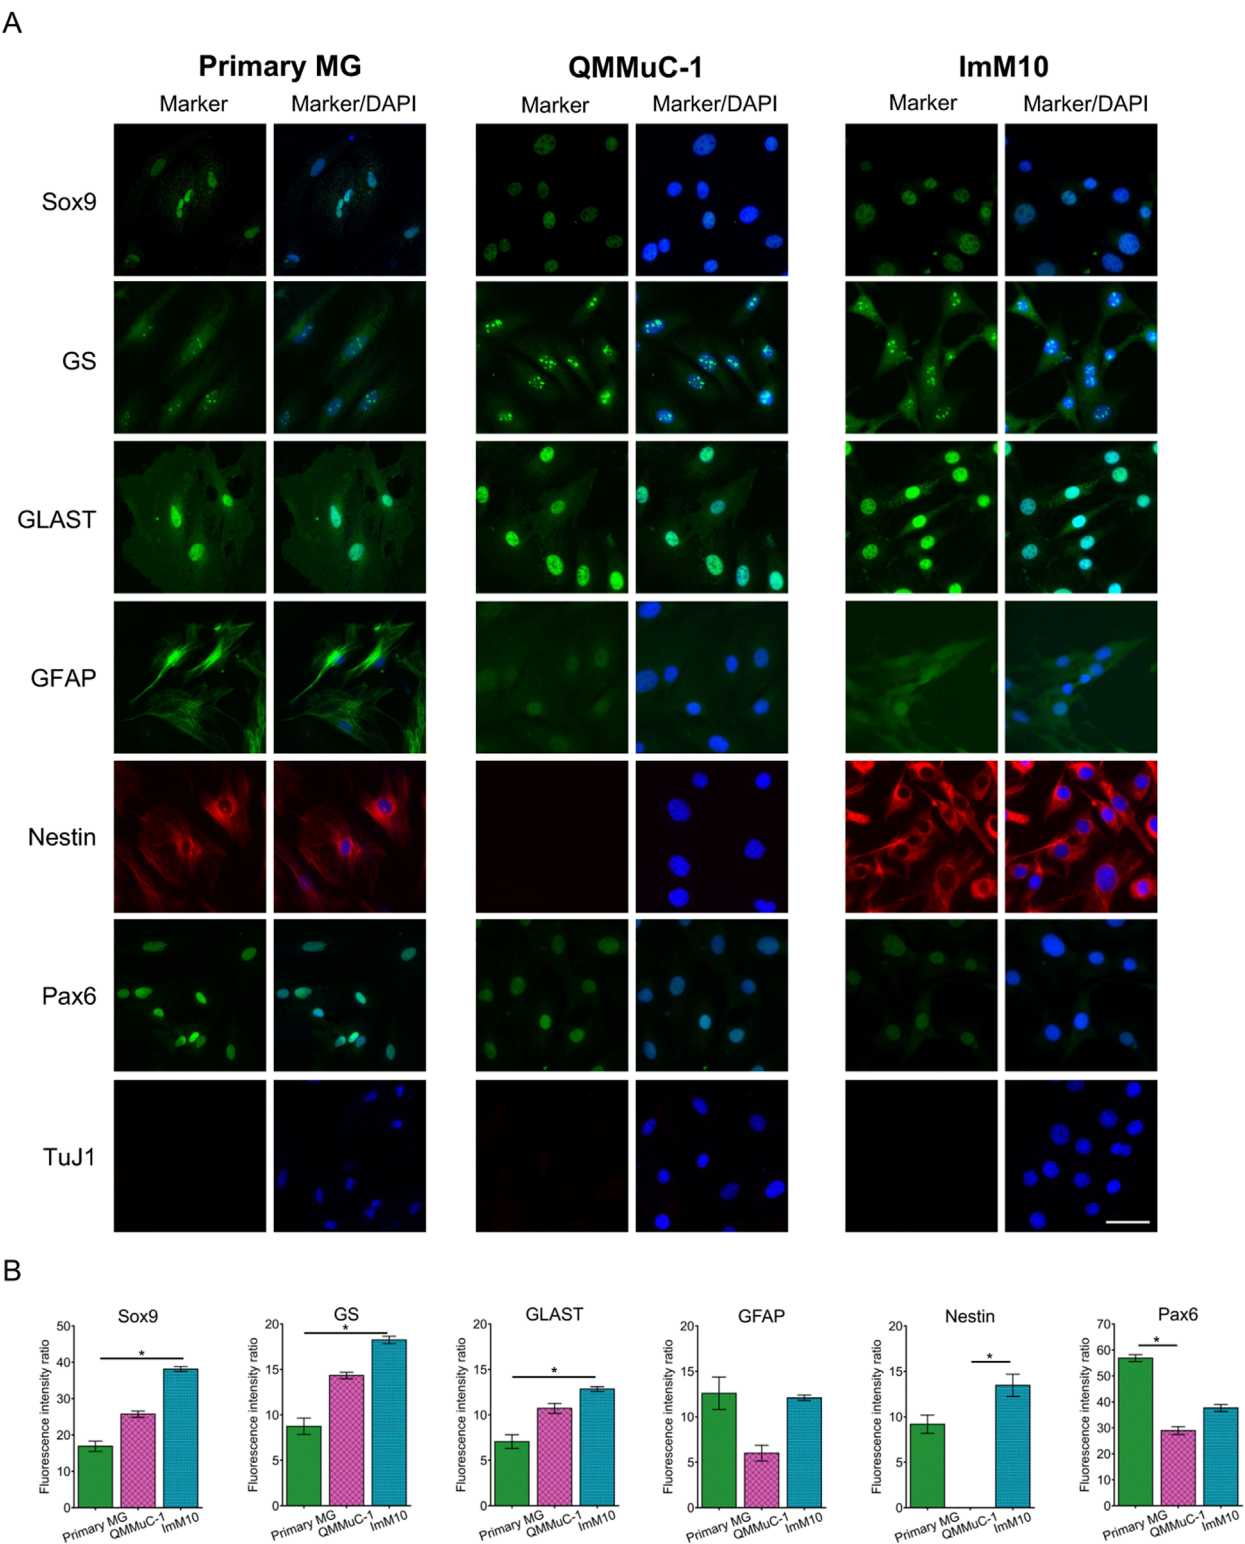 A
Primary MG QMMuC-1 ImM10
Marker Marker/DAPI Marker Marker/DAPI Marker Marker/DAPI
Sox9
GS
GLAST
GFAP
Nestin
Pax6
TuJ1
B
Sox9
Fluorescence intensity ratio
50
40
30
20
10
0
*
Primary MG QMMuC-1 ImM10
GS
Fluorescence intensity ratio
20
15
10
5
0
*
Primary MG QMMuC-1 ImM10
GLAST
Fluorescence intensity ratio
20
15
10
5
0
*
Primary MG QMMuC-1 ImM10
GFAP
Fluorescence intensity ratio
20
15
10
5
0
Primary MG QMMuC-1 ImM10
Nestin
Fluorescence intensity ratio
20
15
10
5
0
*
Primary MG QMMuC-1 ImM10
Pax6
Fluorescence intensity ratio
70
60
50
40
30
20
10
0
*
Primary MG QMMuC-1 ImM10